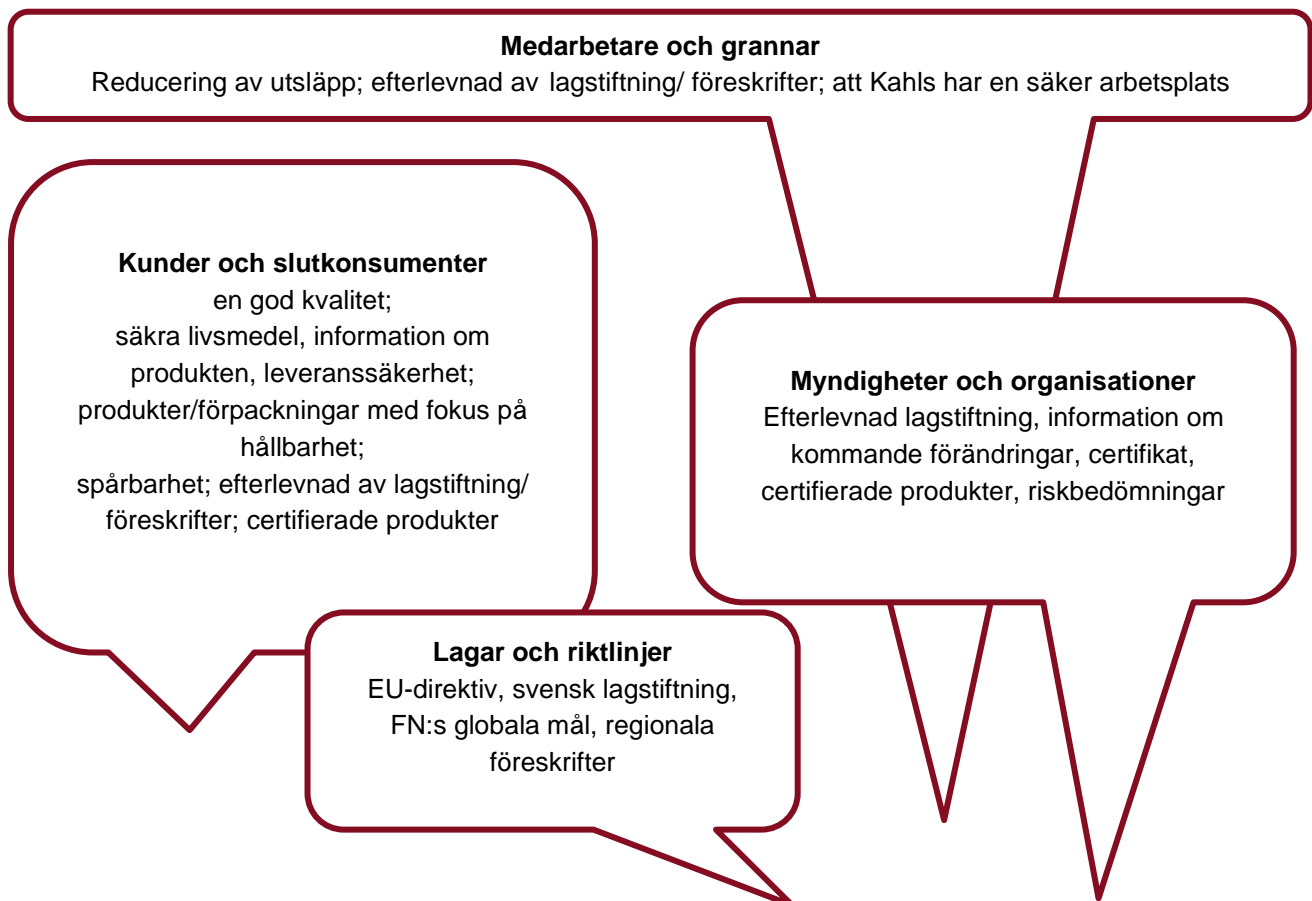 Medarbetare och grannar
Reducering av utsläpp; efterlevnad av lagstiftning/ föreskrifter; att Kahls har en säker arbetsplats
Kunder och slutkonsumenter
en god kvalitet;
säkra livsmedel, information om
produkten, leveranssäkerhet;
produkter/förpackningar med fokus på
hållbarhet;
spårbarhet; efterlevnad av lagstiftning/
föreskrifter; certifierade produkter
Myndigheter och organisationer
Efterlevnad lagstiftning, information om
kommande förändringar, certifikat,
certifierade produkter, riskbedömningar
Lagar och riktlinjer
EU-direktiv, svensk lagstiftning,
FN:s globala mål, regionala
föreskrifter